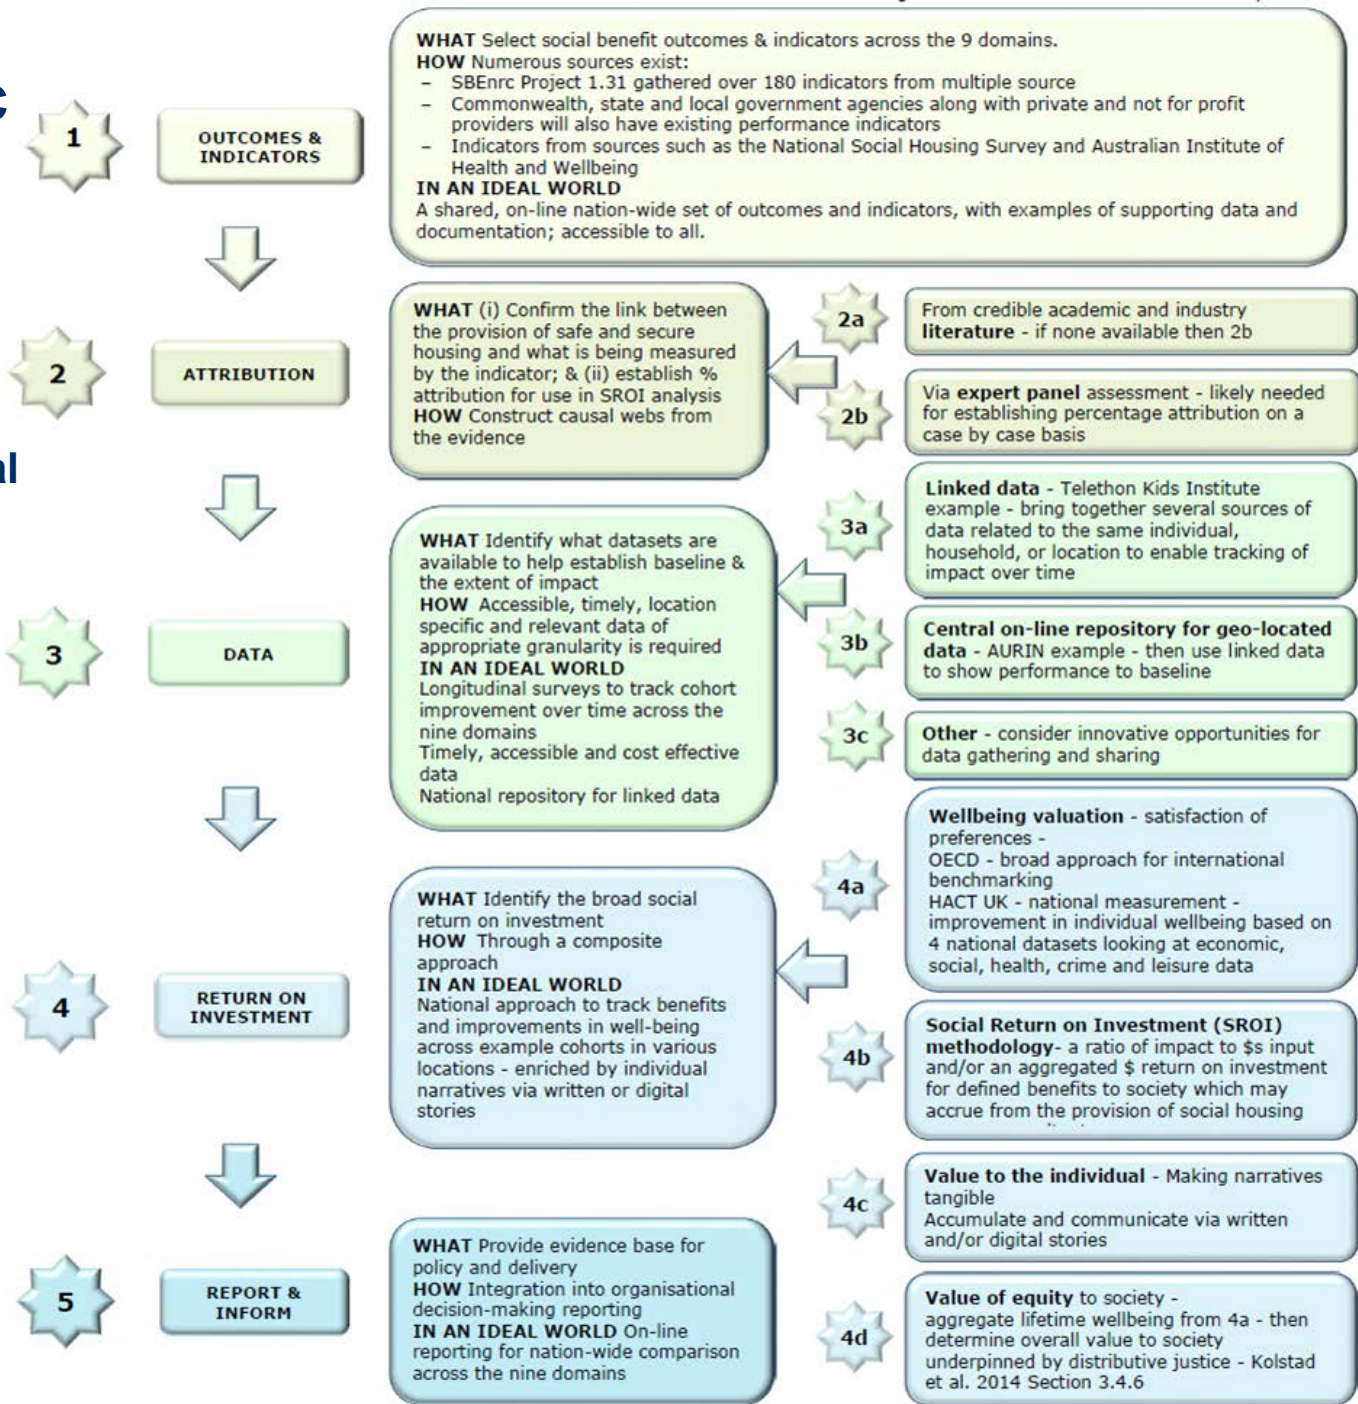 C
al
1
OUTCOMES &
INDICATORS
WHAT Select social benefit outcomes & indicators across the 9 domains.
HOW Numerous sources exist:
– SBEnrc Project 1.31 gathered over 180 indicators from multiple source
– Commonwealth, state and local government agencies along with private and not for profit
providers will also have existing performance indicators
– Indicators from sources such as the National Social Housing Survey and Australian Institute of
Health and Wellbeing
IN AN IDEAL WORLD
A shared, on-line nation-wide set of outcomes and indicators, with examples of supporting data and
documentation; accessible to all.
2
ATTRIBUTION
WHAT (i) Confirm the link between
the provision of safe and secure
housing and what is being measured
by the indicator; & (ii) establish %
attribution for use in SROI analysis
HOW Construct causal webs from
the evidence
2a
From credible academic and industry
literature - if none available then 2b
2b
Via expert panel assessment - likely needed
for establishing percentage attribution on a
case by case basis
3
DATA
WHAT Identify what datasets are
available to help establish baseline &
the extent of impact
HOW Accessible, timely, location
specific and relevant data of
appropriate granularity is required
IN AN IDEAL WORLD
Longitudinal surveys to track cohort
improvement over time across the
nine domains
Timely, accessible and cost effective
data
National repository for linked data
3a
Linked data - Telethon Kids Institute
example - bring together several sources of
data related to the same individual,
household, or location to enable tracking of
impact over time
3b
Central on-line repository for geo-located
data - AURIN example - then use linked data
to show performance to baseline
3c
Other - consider innovative opportunities for
data gathering and sharing
4
RETURN ON
INVESTMENT
WHAT Identify the broad social
return on investment
HOW Through a composite
approach
IN AN IDEAL WORLD
National approach to track benefits
and improvements in well-being
across example cohorts in various
locations - enriched by individual
narratives via written or digital
stories
4a
Wellbeing valuation - satisfaction of
preferences -
OECD - broad approach for international
benchmarking
HACT UK - national measurement -
improvement in individual wellbeing based on
4 national datasets looking at economic,
social, health, crime and leisure data
4b
Social Return on Investment (SROI)
methodology- a ratio of impact to $s input
and/or an aggregated $ return on investment
for defined benefits to society which may
accrue from the provision of social housing
4c
Value to the individual - Making narratives
tangible
Accumulate and communicate via written
and/or digital stories
4d
Value of equity to society -
aggregate lifetime wellbeing from 4a - then
determine overall value to society
underpinned by distributive justice - Kolstad
et al. 2014 Section 3.4.6
5
REPORT &
INFORM
WHAT Provide evidence base for
policy and delivery
HOW Integration into organisational
decision-making reporting
IN AN IDEAL WORLD On-line
reporting for nation-wide comparison
across the nine domains